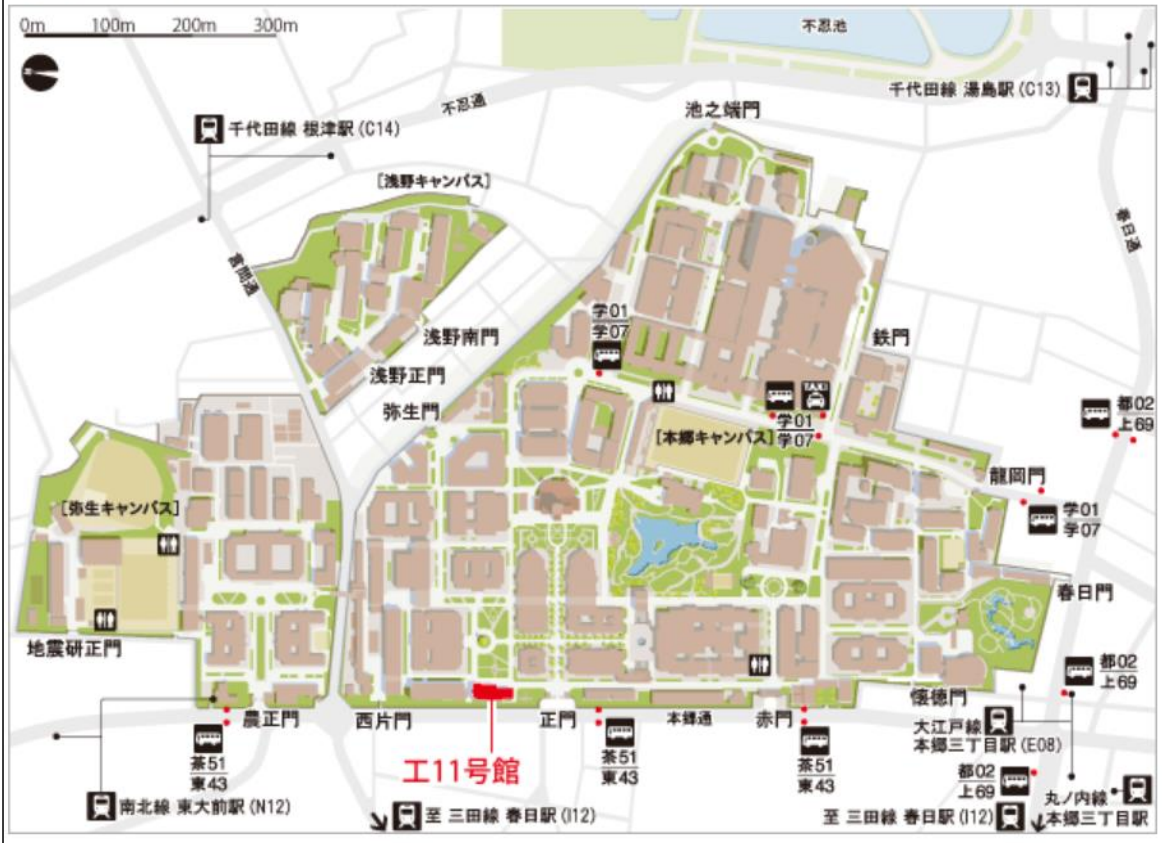 0m 100m 200m 300m
不忍池
千代田線 湯島駅 (C13)
不忍通
池之端門
千代田線 根津駅 (C14)
[浅野キャンパス]
春日通
言問通
学01
学07
浅野南門
鉄門
浅野正門
TAXI
弥生門
学01
学07
[本郷キャンパス]
都02
上69
龍岡門
[弥生キャンパス]
学01
学07
春日門
地震研正門
都02
上69
懐徳門
農正門
西片門
正門
本郷通
赤門
大江戸線
本郷三丁目駅 (E08)
茶51
東43
工11号館
茶51
東43
茶51
東43
都02
上69
丸ノ内線
本郷三丁目駅
南北線 東大前駅 (N12)
至 三田線 春日駅 (I12)
至 三田線 春日駅 (I12)